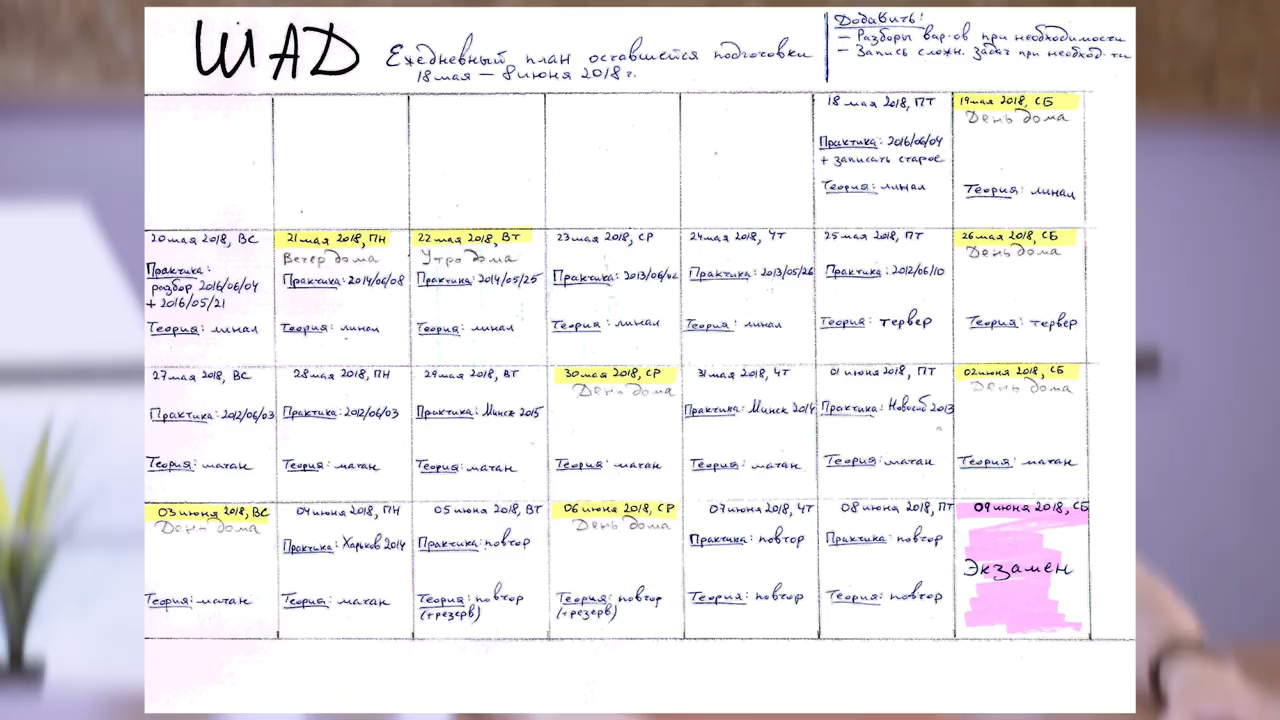 ШАД
Ежедневный план оставшейся подготовки
18 мая — 8 июня 2018 г.
Добавить!
— Разборы вар-ов при необходимости
— Запись сложн. задач при необход-ти
18 мая 2018, ПТ
Практика: 2016/06/04
+ записать старое
Теория: линал
19 мая 2018, СБ
День дома
Теория: линал
20 мая 2018, ВС
Практика:
разбор 2016/06/04
+ 2016/05/21
Теория: линал
21 мая 2018, ПН
Вечер дома
Практика: 2014/06/08
Теория: линал
22 мая 2018, ВТ
Утро дома
Практика: 2014/05/25
Теория: линал
23 мая 2018, СР
Практика: 2013/06/02
Теория: линал
24 мая 2018, ЧТ
Практика: 2013/05/26
Теория: линал
25 мая 2018, ПТ
Практика: 2012/06/10
Теория: тервер
26 мая 2018, СБ
День дома
Теория: тервер
27 мая 2018, ВС
Практика: 2012/06/03
Теория: матан
28 мая 2018, ПН
Практика: 2012/06/03
Теория: матан
29 мая 2018, ВТ
Практика: Минск 2015
Теория: матан
30 мая 2018, СР
День дома
Теория: матан
31 мая 2018, ЧТ
Практика: Минск 2014
Теория: матан
01 июня 2018, ПТ
Практика: Новосиб 2013
Теория: матан
02 июня 2018, СБ
День дома
Теория: матан
03 июня 2018, ВС
День дома
Теория: матан
04 июня 2018, ПН
Практика: Харьков 2014
Теория: матан
05 июня 2018, ВТ
Практика: повтор
Теория: повтор
(+резерв)
06 июня 2018, СР
День дома
Теория: повтор
(+резерв)
07 июня 2018, ЧТ
Практика: повтор
Теория: повтор
08 июня 2018, ПТ
Практика: повтор
Теория: повтор
09 июня 2018, СБ
Экзамен